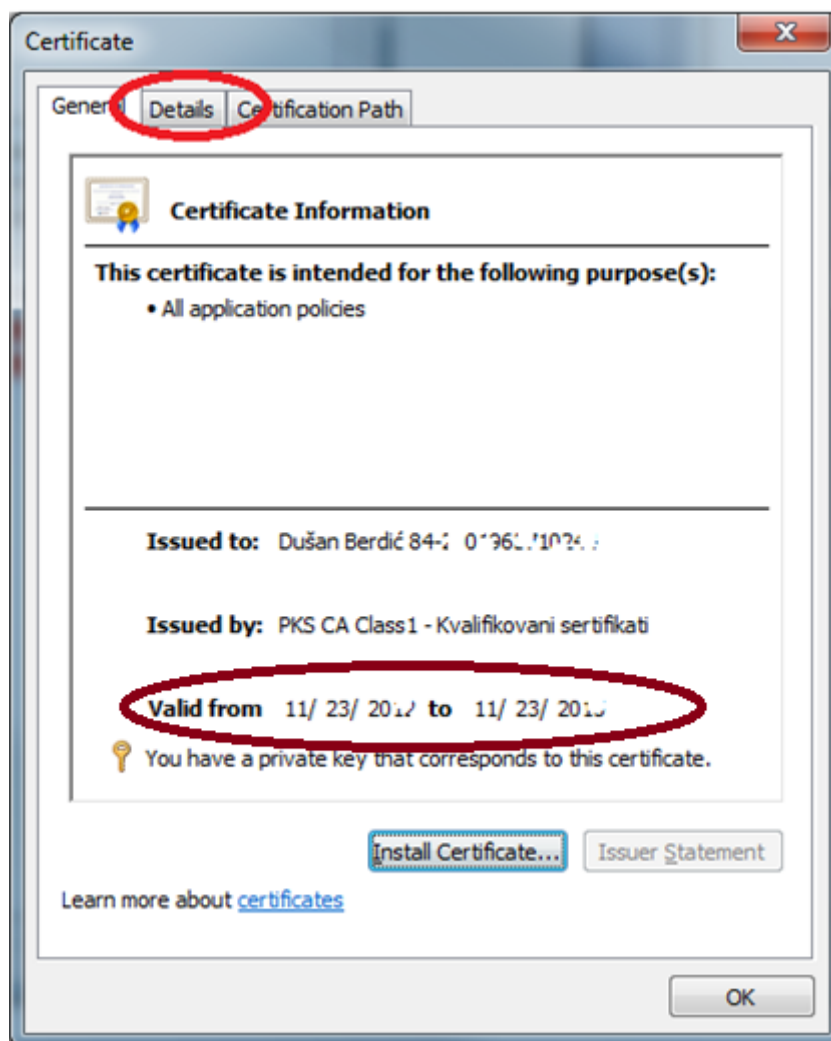 Certificate
General Details Certification Path
Certificate Information
This certificate is intended for the following purpose(s):
• All application policies
Issued to: Dušan Berdić
Issued by: PKS CA Class1 - Kvalifikovani sertifikati
Valid from 11/ 23/ to 11/ 23/
You have a private key that corresponds to this certificate.
Install Certificate... Issuer Statement
Learn more about certificates
OK